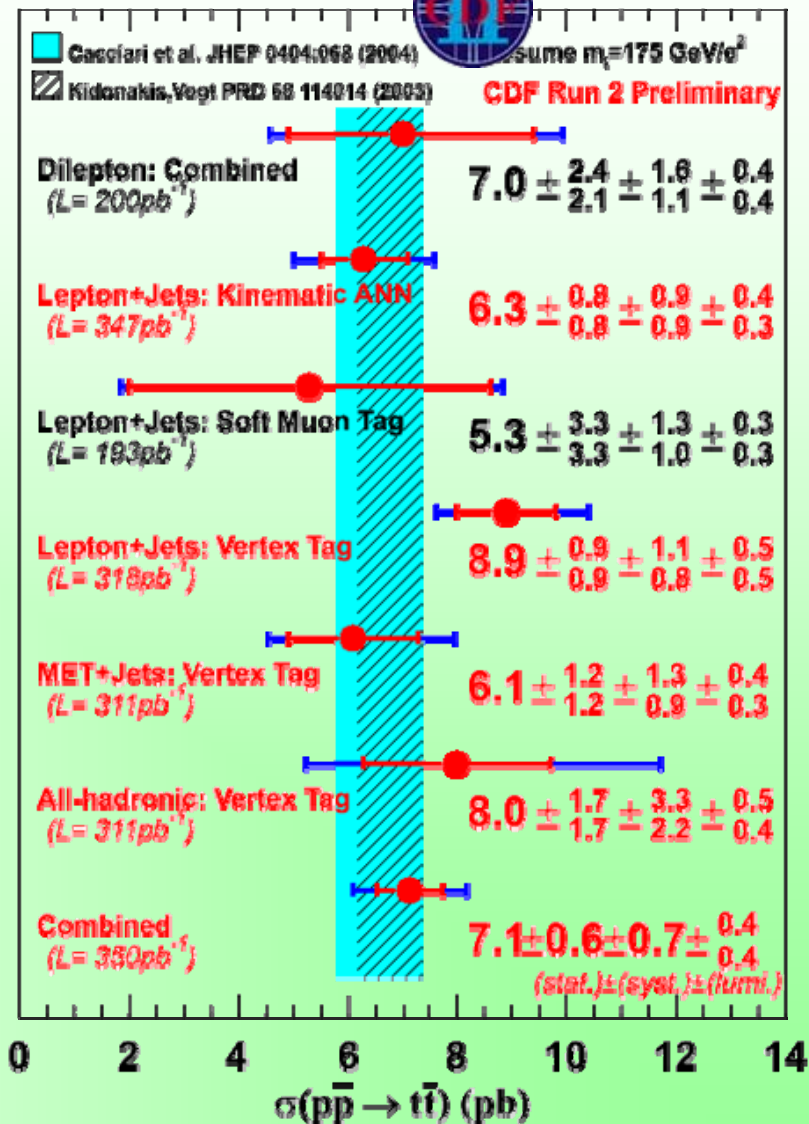 CDF
Cacciari et al. JHEP 0404:068 (2004)
Assume mₜ=175 GeV/c²
Kidonakis,Vogt PRD 68 114014 (2003)
CDF Run 2 Preliminary
Dilepton: Combined
(L= 200pb⁻¹)
7.0 ± 2.4 ± 1.6 ± 0.4
2.1 1.1 0.4
Lepton+Jets: Kinematic ANN
(L= 347pb⁻¹)
6.3 ± 0.8 ± 0.9 ± 0.4
0.8 0.9 0.3
Lepton+Jets: Soft Muon Tag
(L= 193pb⁻¹)
5.3 ± 3.3 ± 1.3 ± 0.3
3.3 1.0 0.3
Lepton+Jets: Vertex Tag
(L= 318pb⁻¹)
8.9 ± 0.9 ± 1.1 ± 0.5
0.9 0.8 0.5
MET+Jets: Vertex Tag
(L= 311pb⁻¹)
6.1 ± 1.2 ± 1.3 ± 0.4
1.2 0.9 0.3
All-hadronic: Vertex Tag
(L= 311pb⁻¹)
8.0 ± 1.7 ± 3.3 ± 0.5
1.7 2.2 0.4
Combined
(L= 350pb⁻¹)
7.1±0.6±0.7± 0.4
0.4
(stat.)±(syst.)±(lumi.)
0 2 4 6 8 10 12 14
σ(pp̅ → tt̅) (pb)